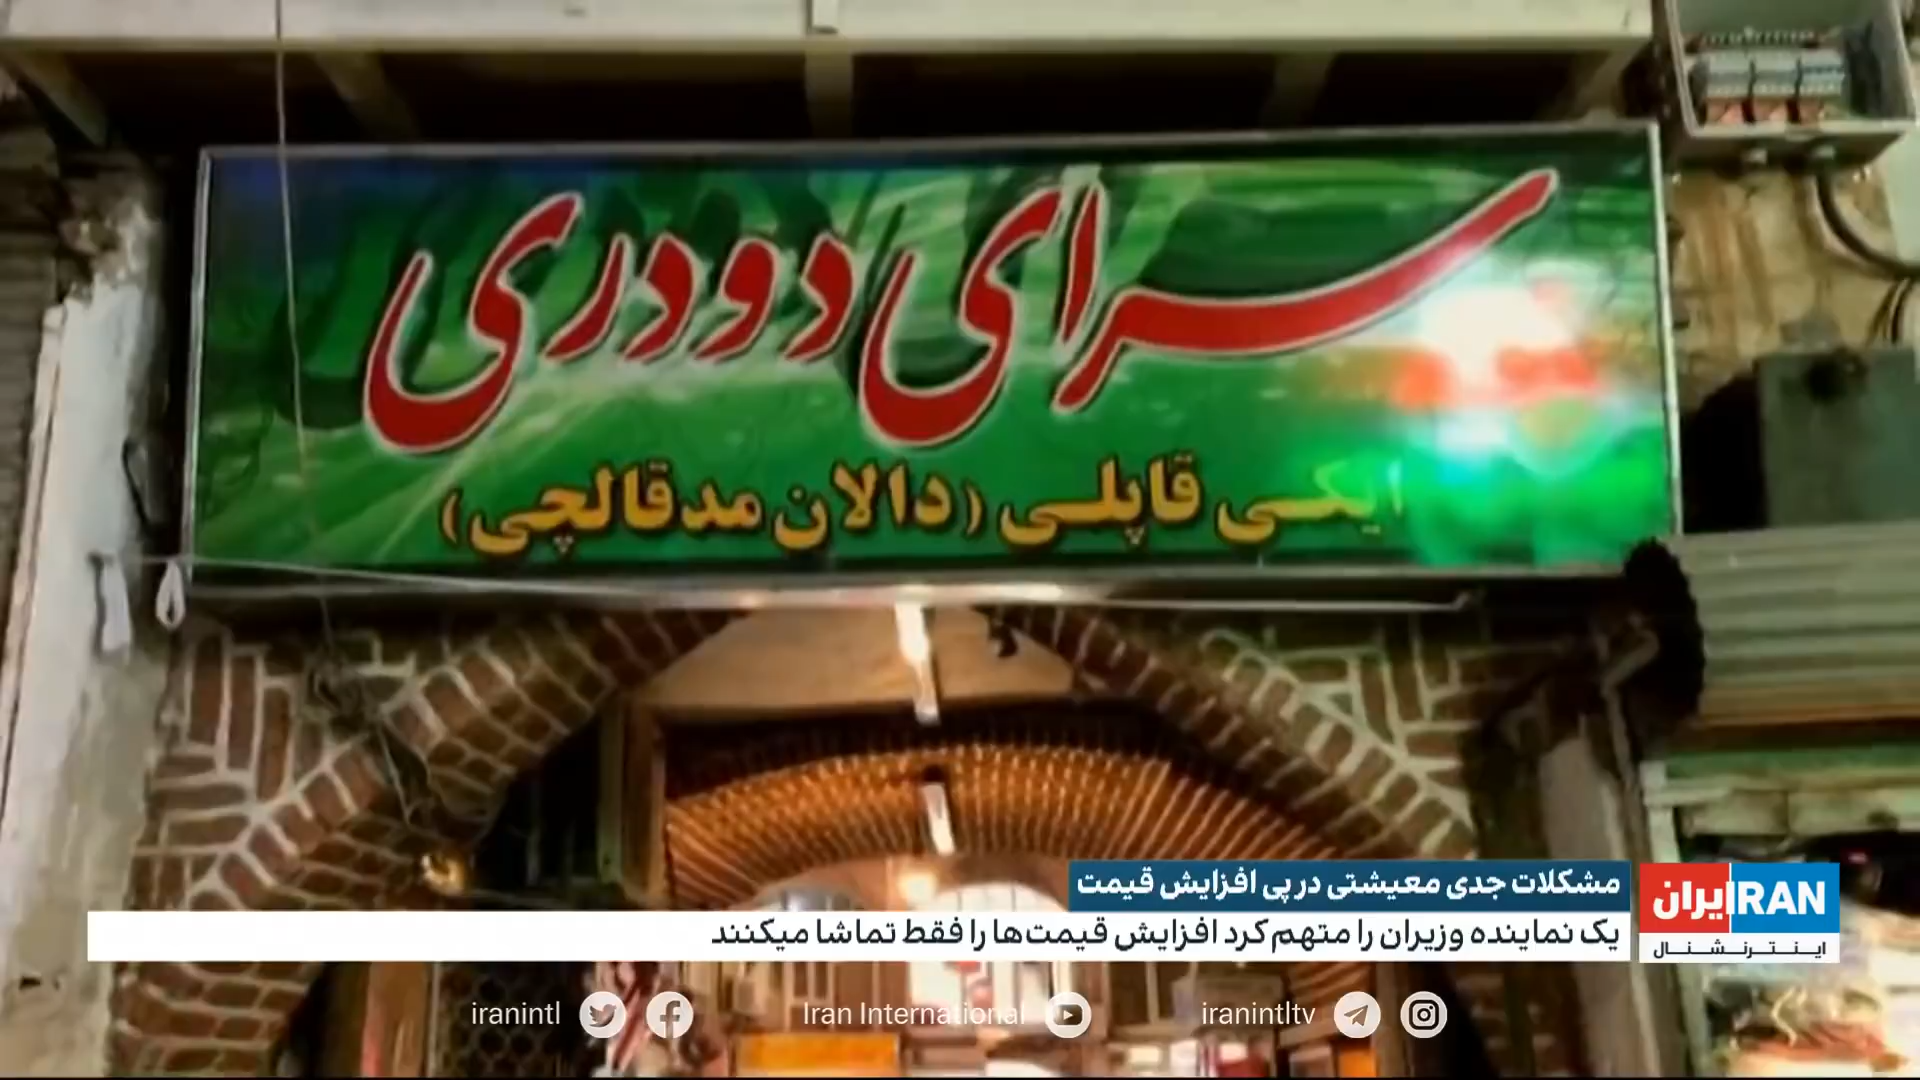 سرای دودری
ایکی قاپلی (دالان مدقالچی)
مشکلات جدی معیشتی در پی افزایش قیمت
یک نماینده وزیران را متهم کرد افزایش قیمت‌ها را فقط تماشا میکنند
ایران IRAN
اینترنشنال
iranintl
Iran International
iranintltv